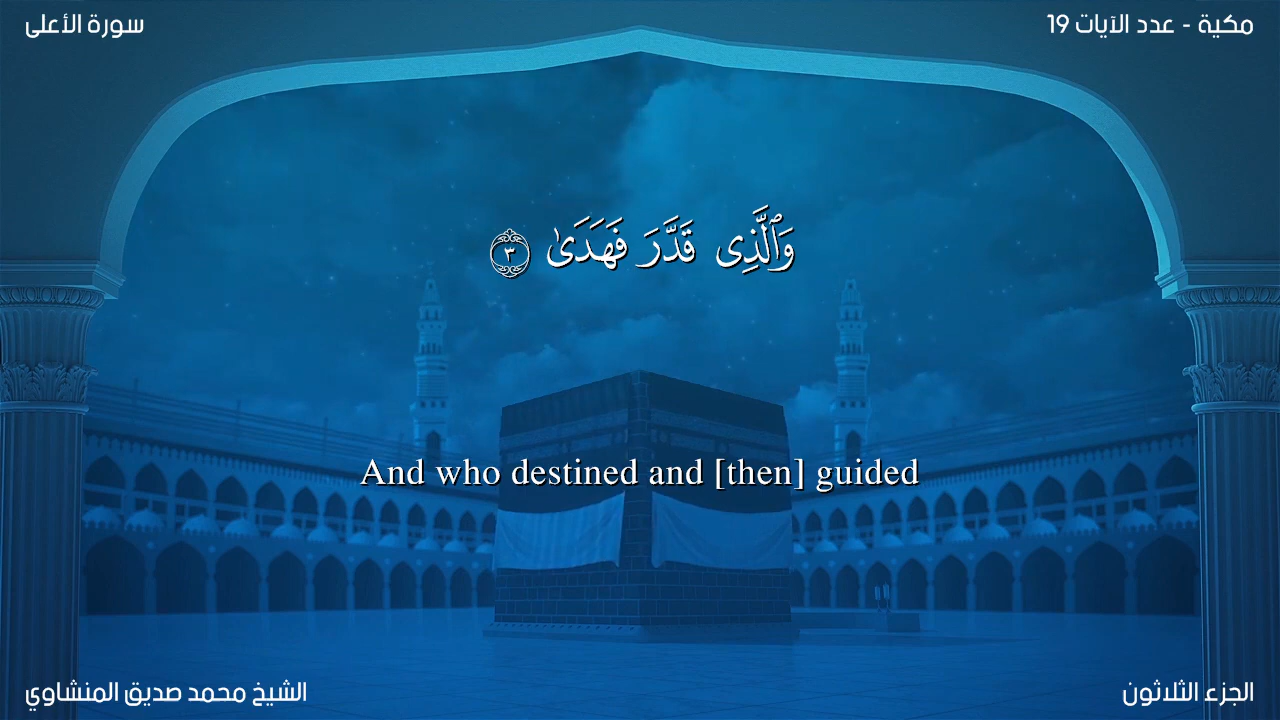 مكية - عدد الآيات 19
سورة الأعلى
وَٱلَّذِى قَدَّرَ فَهَدَىٰ ٣
And who destined and [then] guided
الجزء الثلاثون
الشيخ محمد صديق المنشاوي